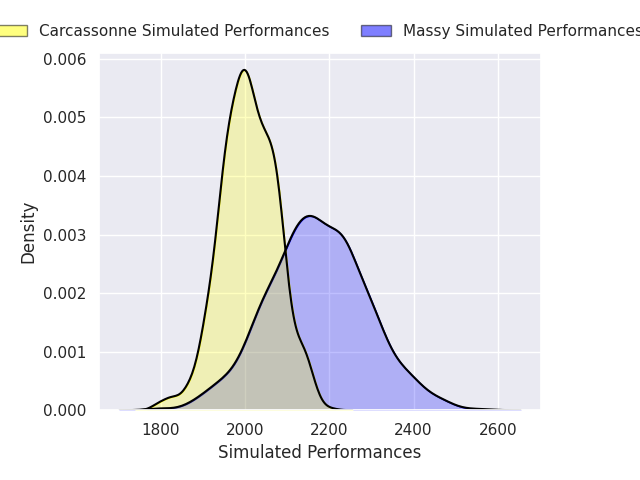 Carcassonne Simulated Performances
Massy Simulated Performances
0.006
0.005
0.004
0.003
0.002
0.001
0.000
Density
1800 2000 2200 2400 2600
Simulated Performances